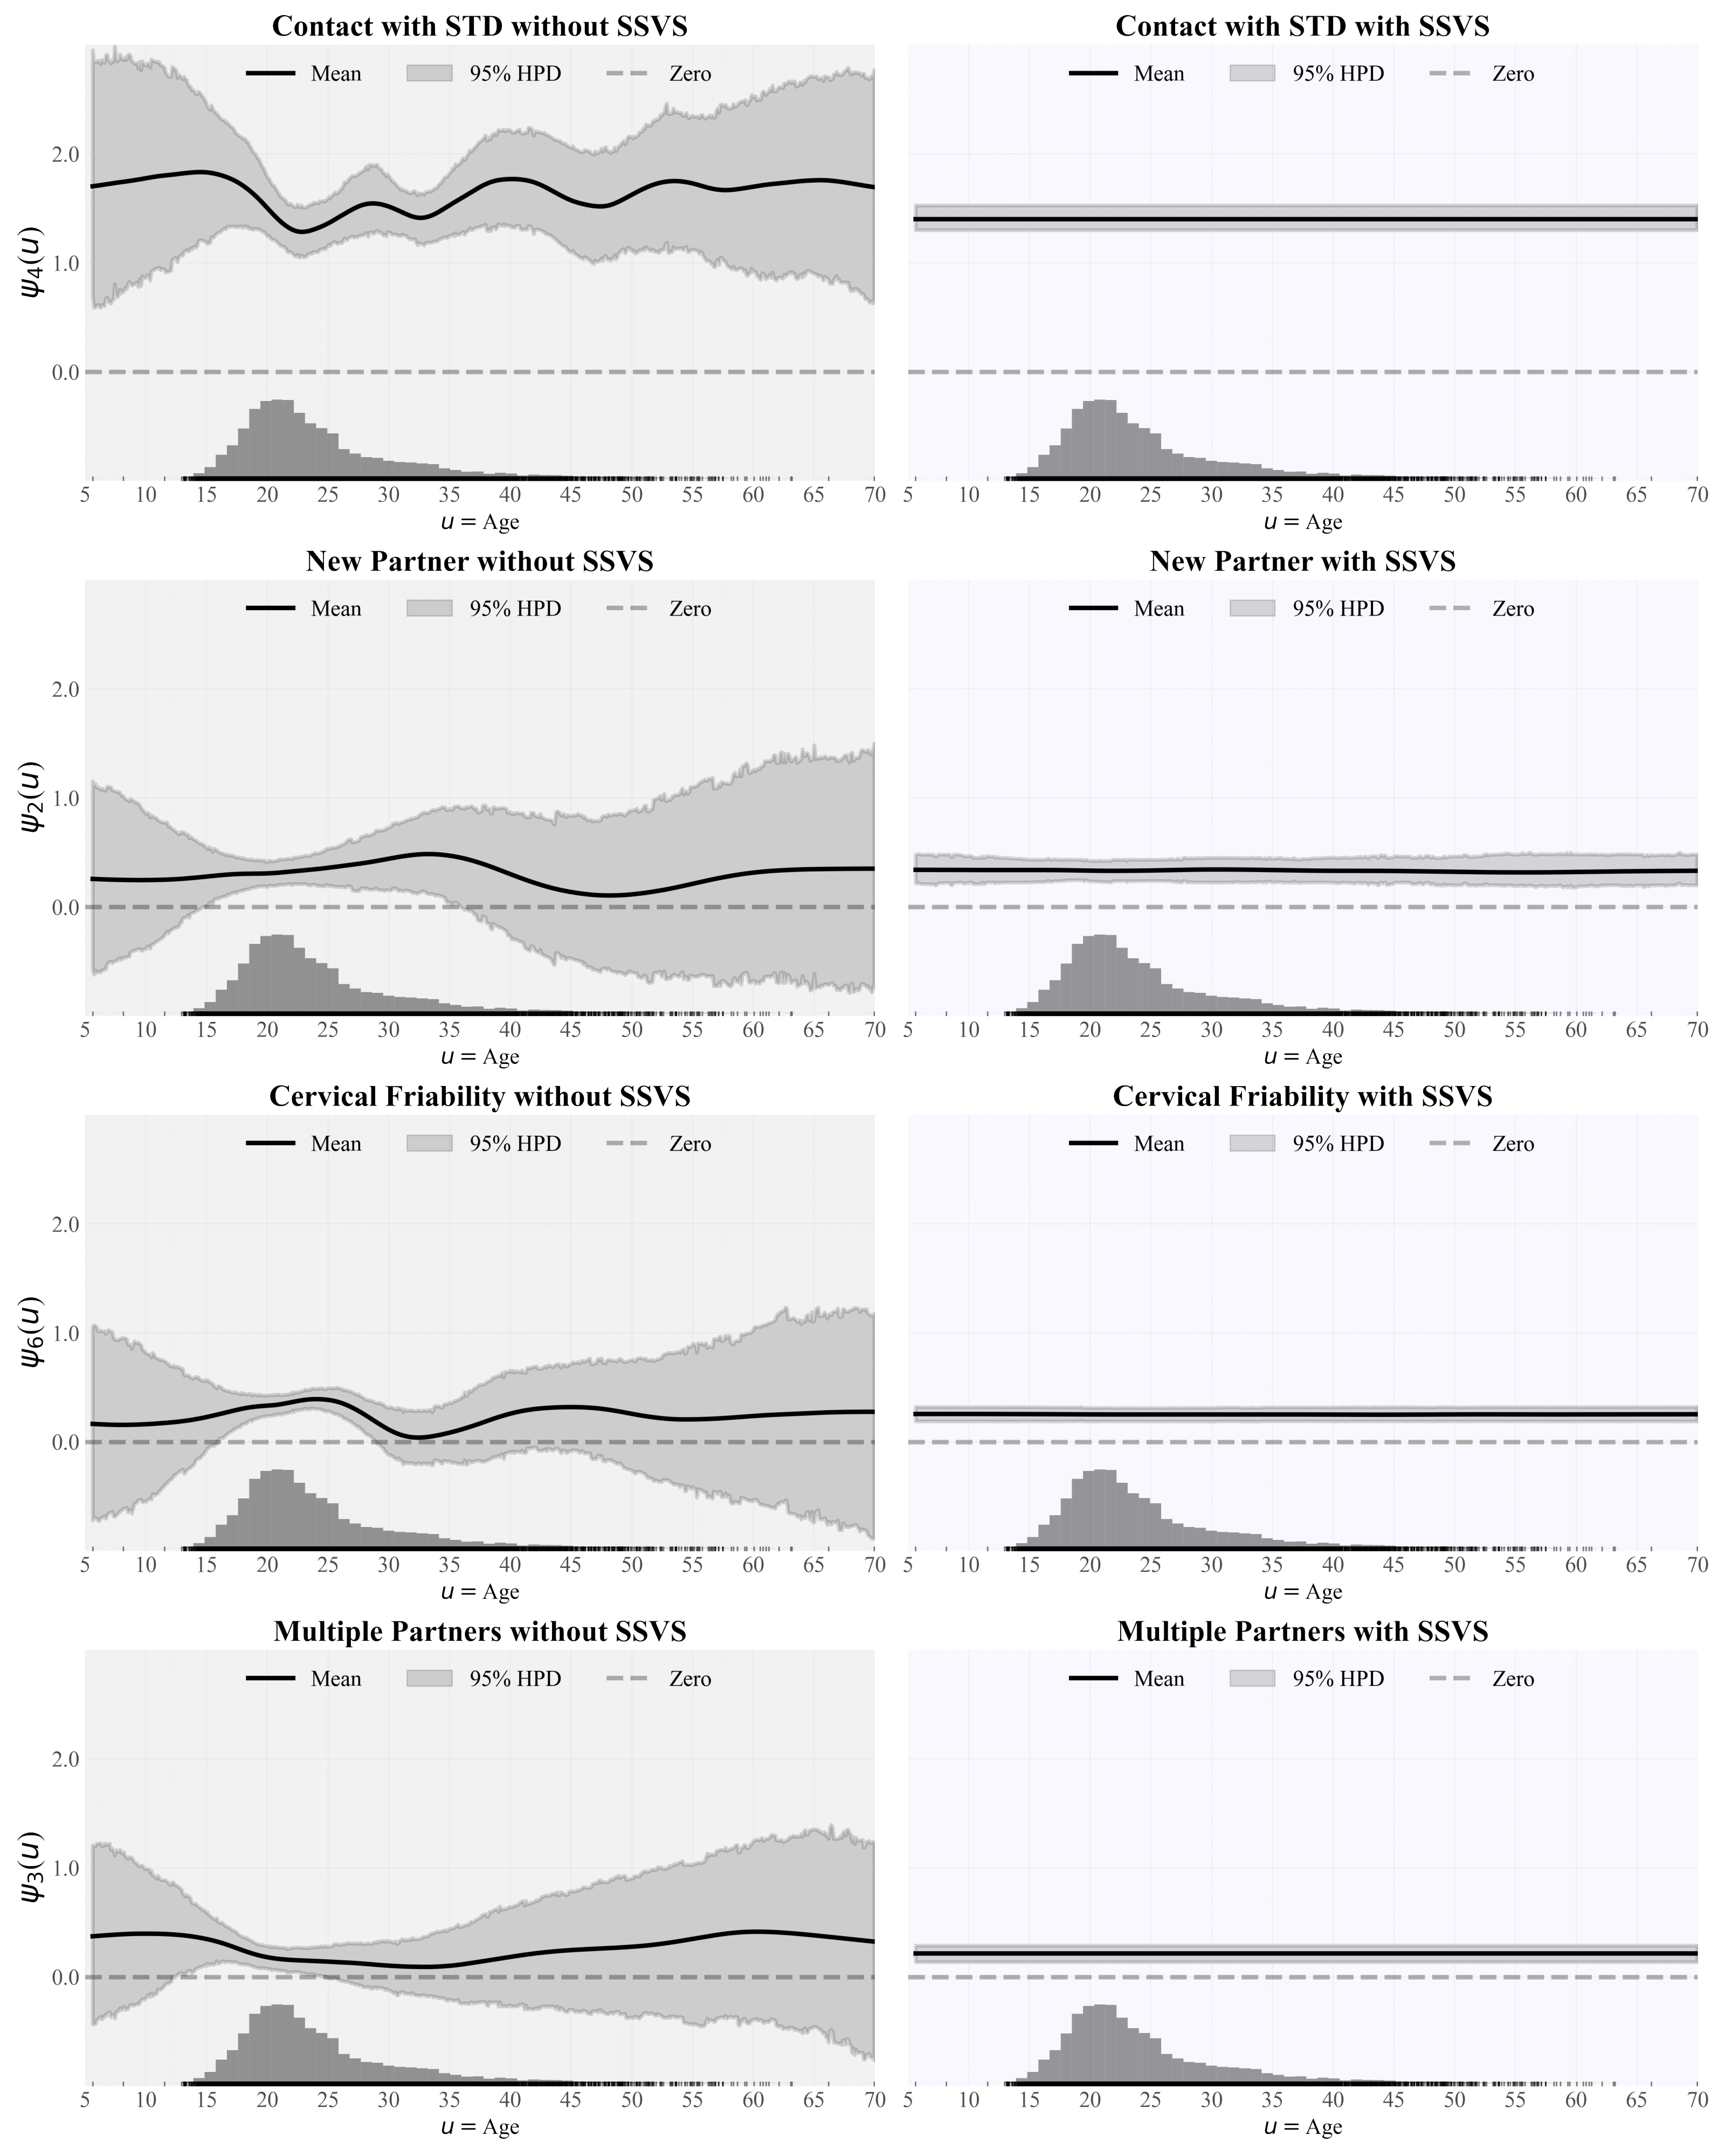 Contact with STD without SSVS
Mean 95% HPD Zero
ψ4(u)
2.0
1.0
0.0
5 10 15 20 25 30 35 40 45 50 55 60 65 70
u = Age
Contact with STD with SSVS
Mean 95% HPD Zero
5 10 15 20 25 30 35 40 45 50 55 60 65 70
u = Age
New Partner without SSVS
Mean 95% HPD Zero
ψ2(u)
2.0
1.0
0.0
5 10 15 20 25 30 35 40 45 50 55 60 65 70
u = Age
New Partner with SSVS
Mean 95% HPD Zero
5 10 15 20 25 30 35 40 45 50 55 60 65 70
u = Age
Cervical Friability without SSVS
Mean 95% HPD Zero
ψ6(u)
2.0
1.0
0.0
5 10 15 20 25 30 35 40 45 50 55 60 65 70
u = Age
Cervical Friability with SSVS
Mean 95% HPD Zero
5 10 15 20 25 30 35 40 45 50 55 60 65 70
u = Age
Multiple Partners without SSVS
Mean 95% HPD Zero
ψ3(u)
2.0
1.0
0.0
5 10 15 20 25 30 35 40 45 50 55 60 65 70
u = Age
Multiple Partners with SSVS
Mean 95% HPD Zero
5 10 15 20 25 30 35 40 45 50 55 60 65 70
u = Age